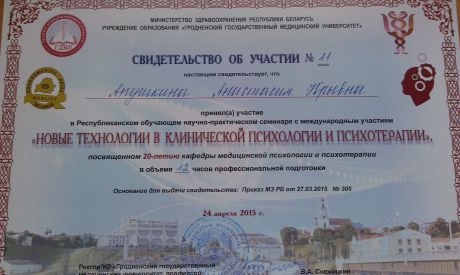 МИНИСТЕРСТВО ЗДРАВООХРАНЕНИЯ РЕСПУБЛИКИ БЕЛАРУСЬ
УЧРЕЖДЕНИЕ ОБРАЗОВАНИЯ «ГРОДНЕНСКИЙ ГОСУДАРСТВЕННЫЙ МЕДИЦИНСКИЙ УНИВЕРСИТЕТ»
СВИДЕТЕЛЬСТВО ОБ УЧАСТИИ № 11
настоящим свидетельствует, что
принял(а) участие
в Республиканском обучающем научно-практическом семинаре с международным участием
«НОВЫЕ ТЕХНОЛОГИИ В КЛИНИЧЕСКОЙ ПСИХОЛОГИИ И ПСИХОТЕРАПИИ»,
посвященном 20-летию кафедры медицинской психологии и психотерапии
в объеме 12 часов профессиональной подготовки
Основание для выдачи свидетельства: Приказ МЗ РБ от 27.03.2015 № 305
24 апреля 2015 г.
QUALITY
Ректор УО «Гродненский государственный
В.А. Снежицкий